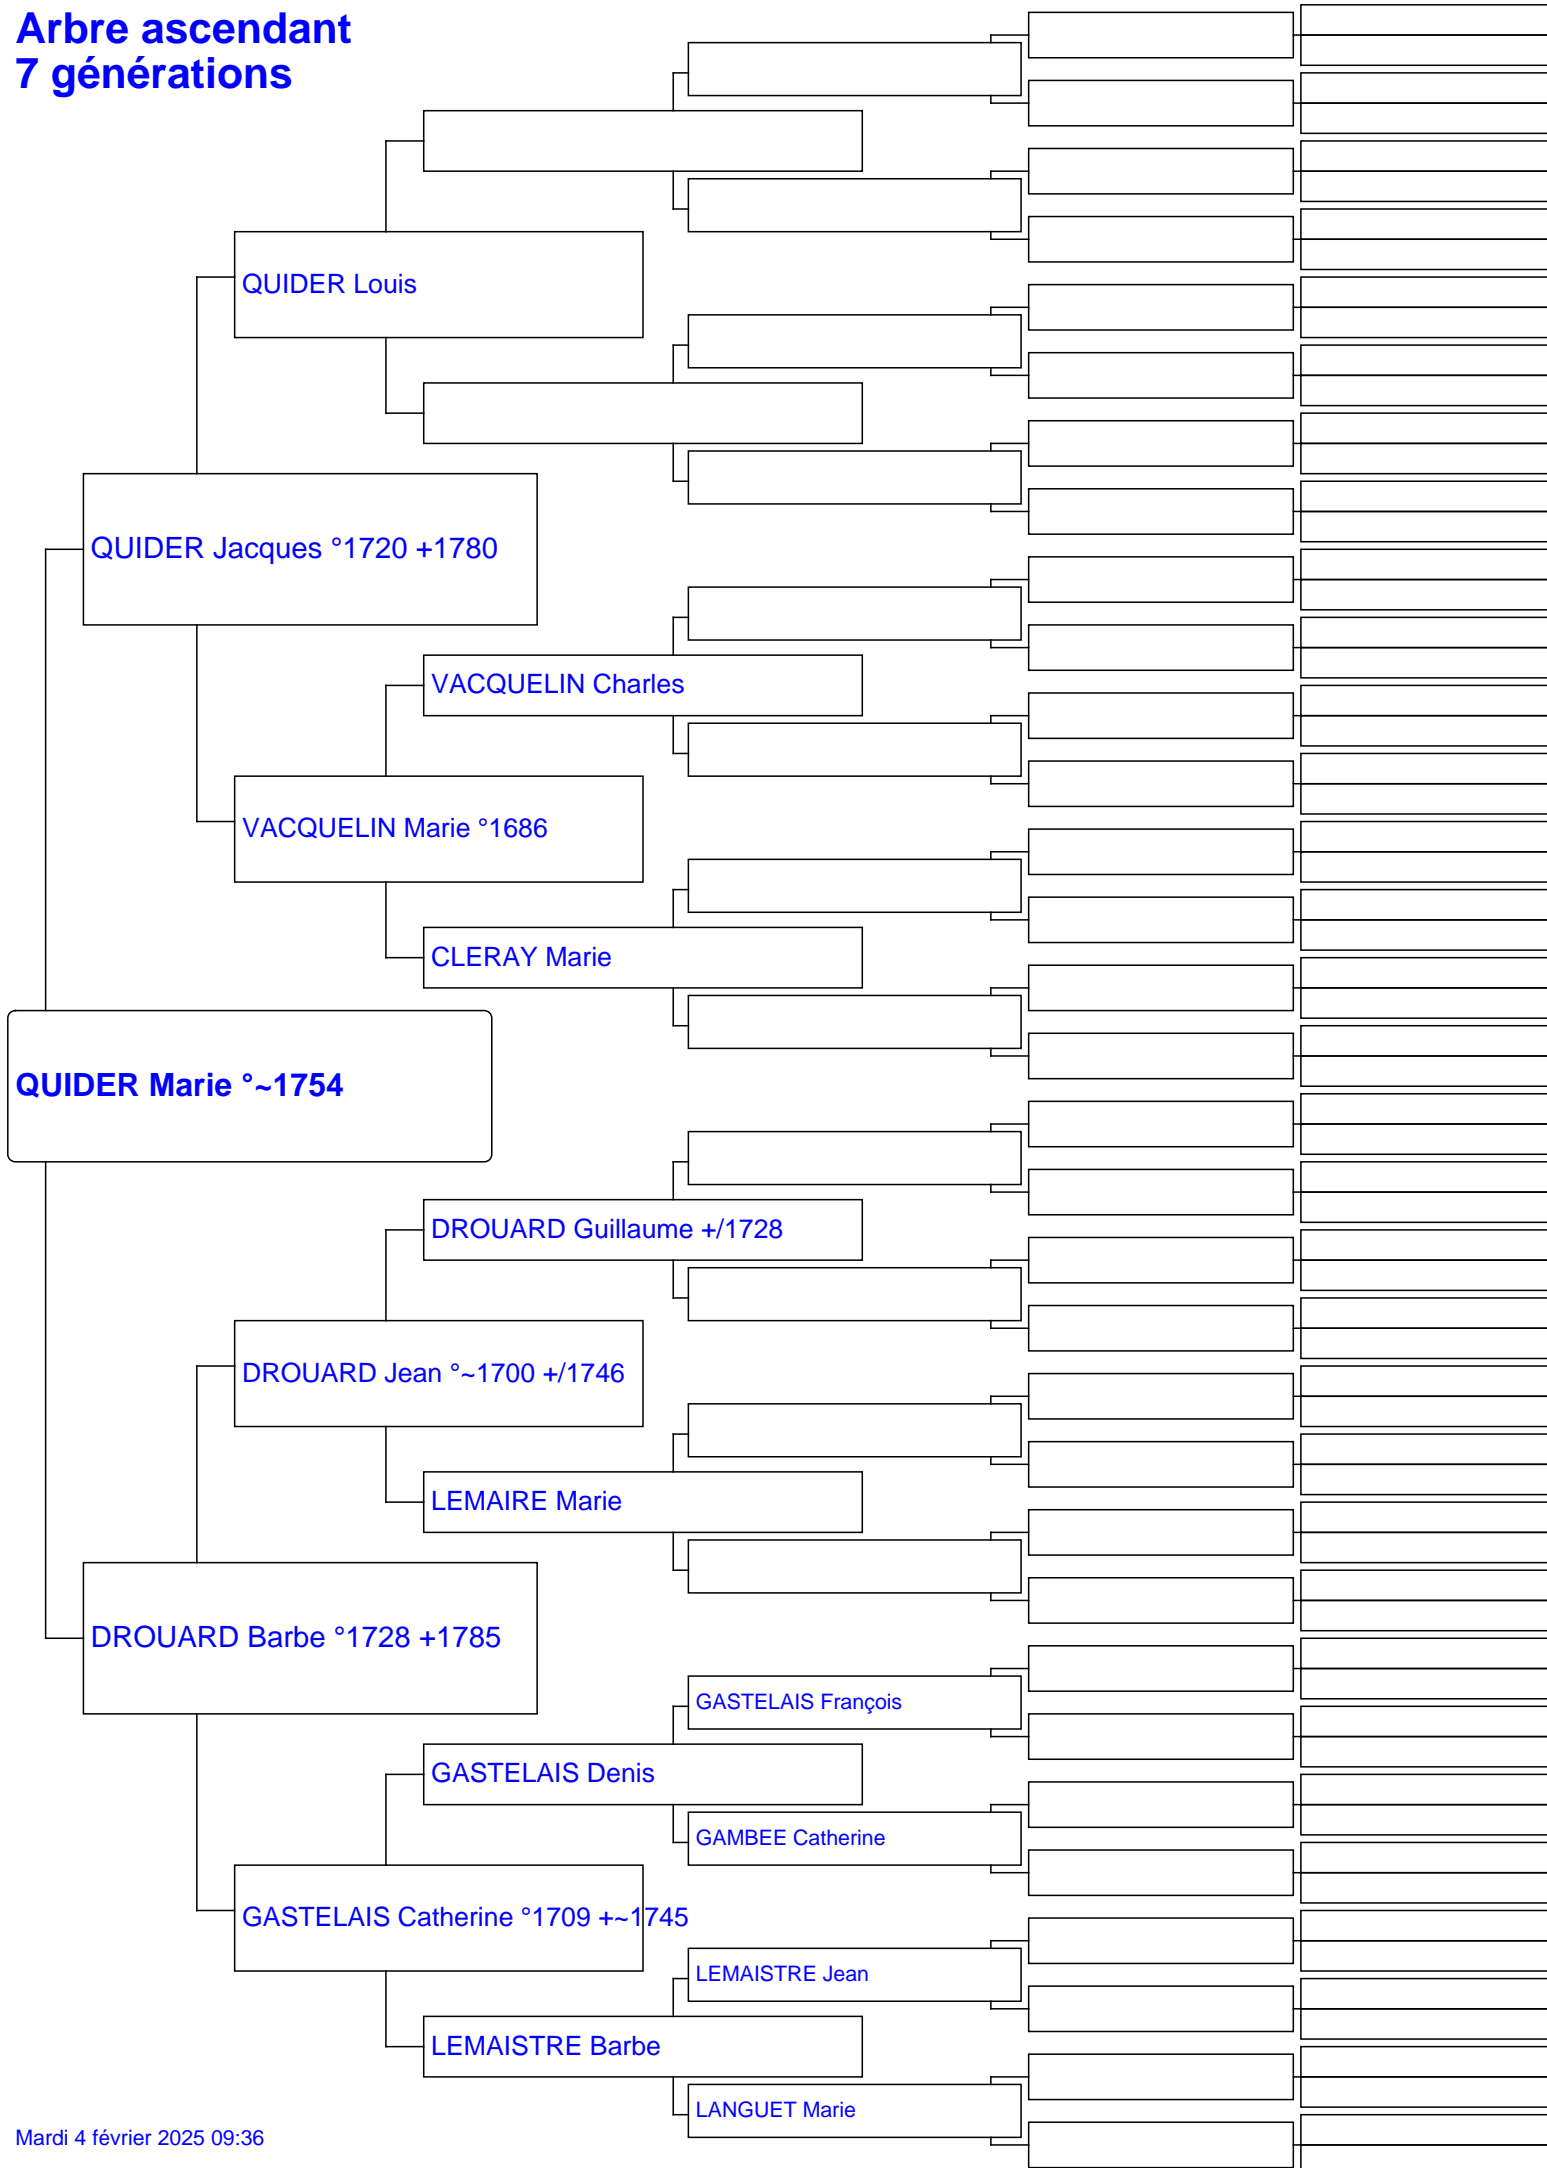 Arbre ascendant
7 générations
QUIDER Louis
QUIDER Jacques °1720 +1780
VACQUELIN Charles
VACQUELIN Marie °1686
CLERAY Marie
QUIDER Marie °~1754
DROUARD Guillaume +/1728
DROUARD Jean °~1700 +/1746
LEMAIRE Marie
DROUARD Barbe °1728 +1785
GASTELAIS François
GASTELAIS Denis
GAMBEE Catherine
GASTELAIS Catherine °1709 +~1745
LEMAISTRE Jean
LEMAISTRE Barbe
LANGUET Marie
Mardi 4 février 2025 09:36